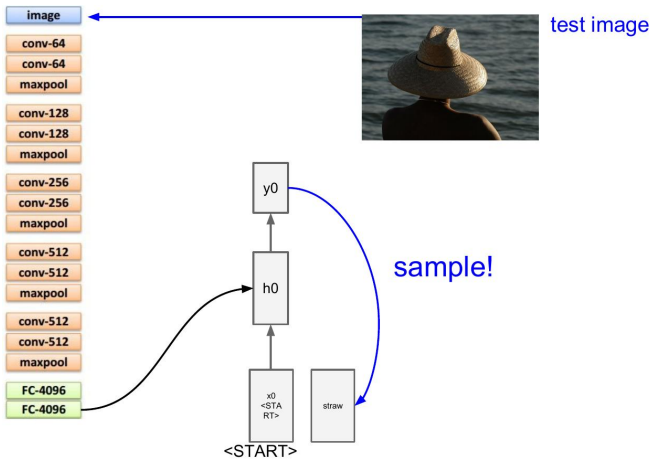 image
test image
conv-64
conv-64
maxpool
conv-128
conv-128
maxpool
conv-256
conv-256
maxpool
conv-512
conv-512
maxpool
conv-512
conv-512
maxpool
FC-4096
FC-4096
y0
sample!
h0
x0
<STA
RT>
straw
<START>